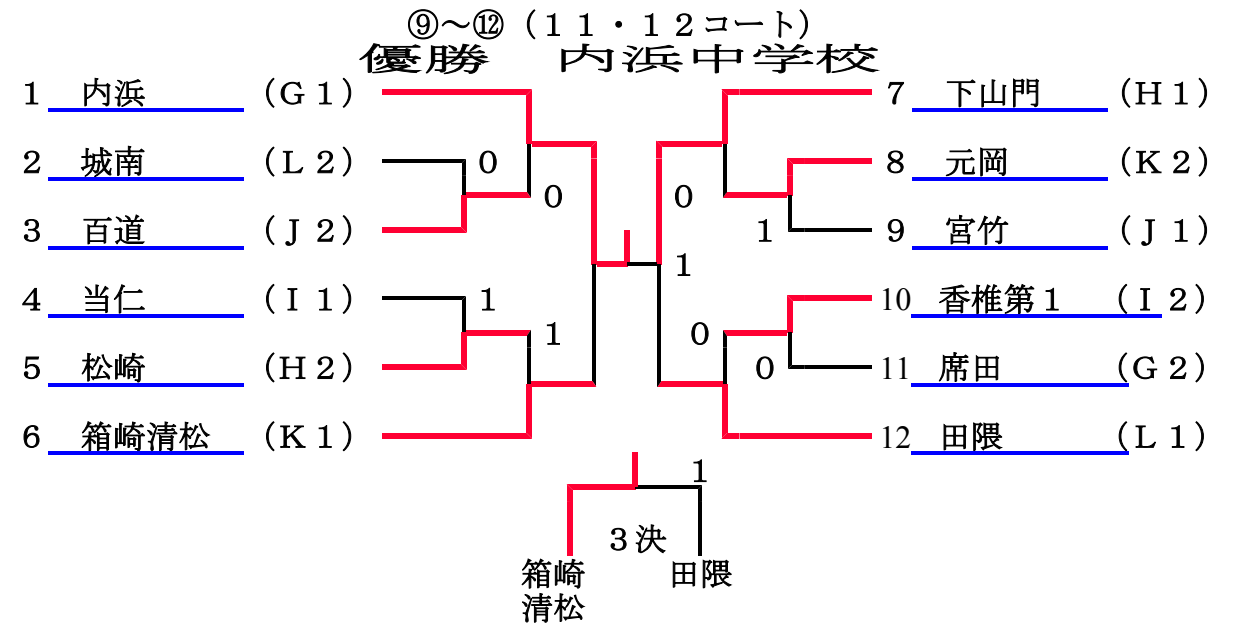 ⑨～⑫（１１・１２コート）
優勝　内浜中学校
１　内浜　（Ｇ１）
２　城南　（Ｌ２）
３　百道　（Ｊ２）
４　当仁　（Ｉ１）
５　松崎　（Ｈ２）
６　箱崎清松　（Ｋ１）
0
0
1
1
1
0
1
0
0
７　下山門　（Ｈ１）
８　元岡　（Ｋ２）
９　宮竹　（Ｊ１）
10　香椎第１　（Ｉ２）
11　席田　（Ｇ２）
12　田隈　（Ｌ１）
1
３決
箱崎
清松
田隈